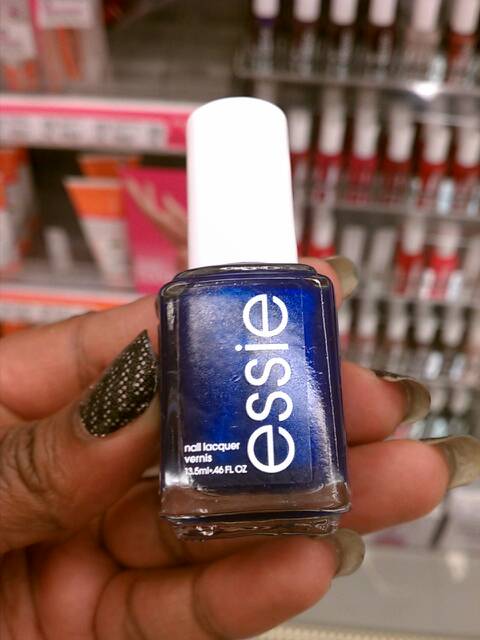 essie
nail lacquer
vernis
13.5ml-.46 FL OZ